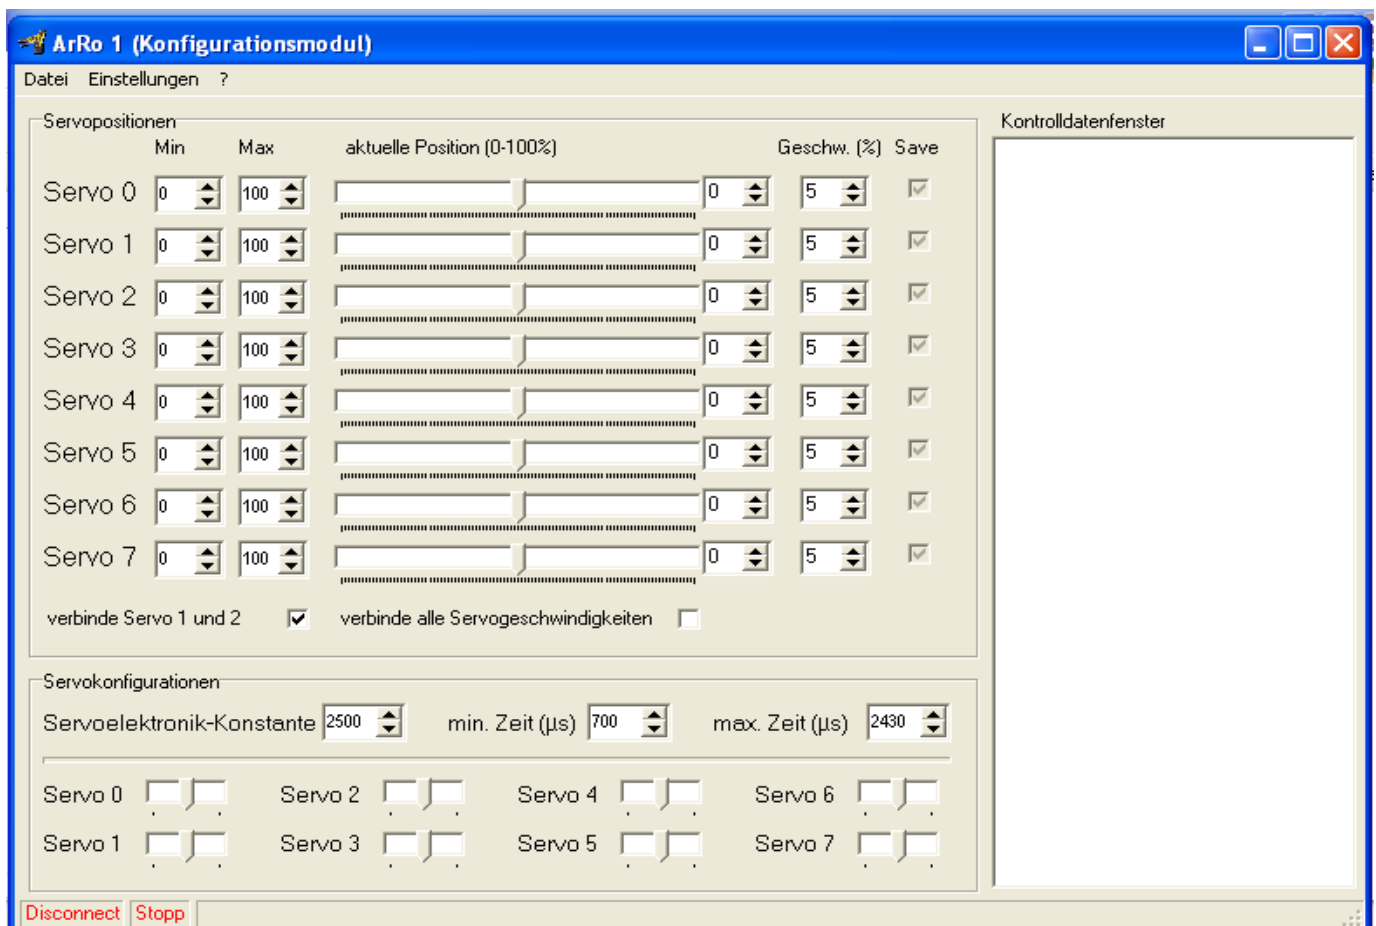 ArRo 1 (Konfigurationsmodul)
Datei Einstellungen ?
Servopositionen
Min Max aktuelle Position (0-100%) Geschw. (%) Save
Servo 0 0 100 0 5
Servo 1 0 100 0 5
Servo 2 0 100 0 5
Servo 3 0 100 0 5
Servo 4 0 100 0 5
Servo 5 0 100 0 5
Servo 6 0 100 0 5
Servo 7 0 100 0 5
verbinde Servo 1 und 2 verbinde alle Servogeschwindigkeiten
Kontrolldatenfenster
Servokonfigurationen
Servoelektronik-Konstante 2500 min. Zeit (µs) 700 max. Zeit (µs) 2430
Servo 0 Servo 2 Servo 4 Servo 6
Servo 1 Servo 3 Servo 5 Servo 7
Disconnect Stopp